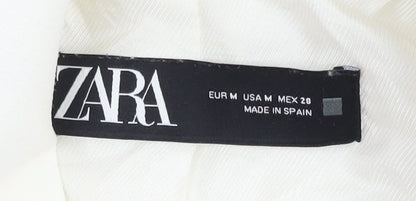 ZARA
EUR M USA M MEX 28
MADE IN SPAIN